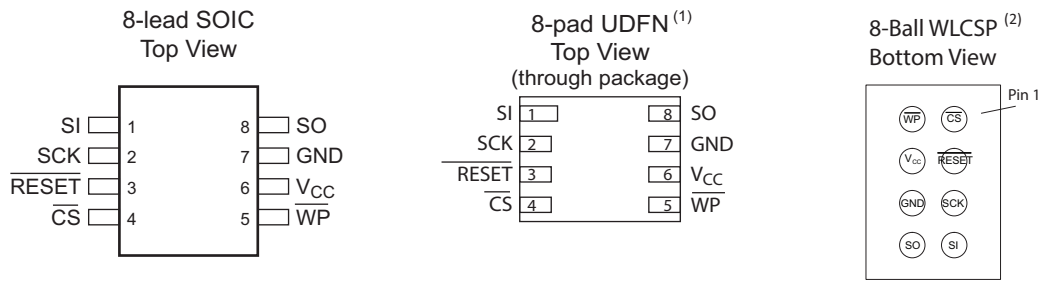 8-lead SOIC
Top View
SI 1 8 SO
SCK 2 7 GND
RESET 3 6 VCC
CS 4 5 WP
8-pad UDFN (1)
Top View
(through package)
SI 1 8 SO
SCK 2 7 GND
RESET 3 6 VCC
CS 4 5 WP
8-Ball WLCSP (2)
Bottom View
Pin 1
WP CS
Vcc RESET
GND SCK
SO SI